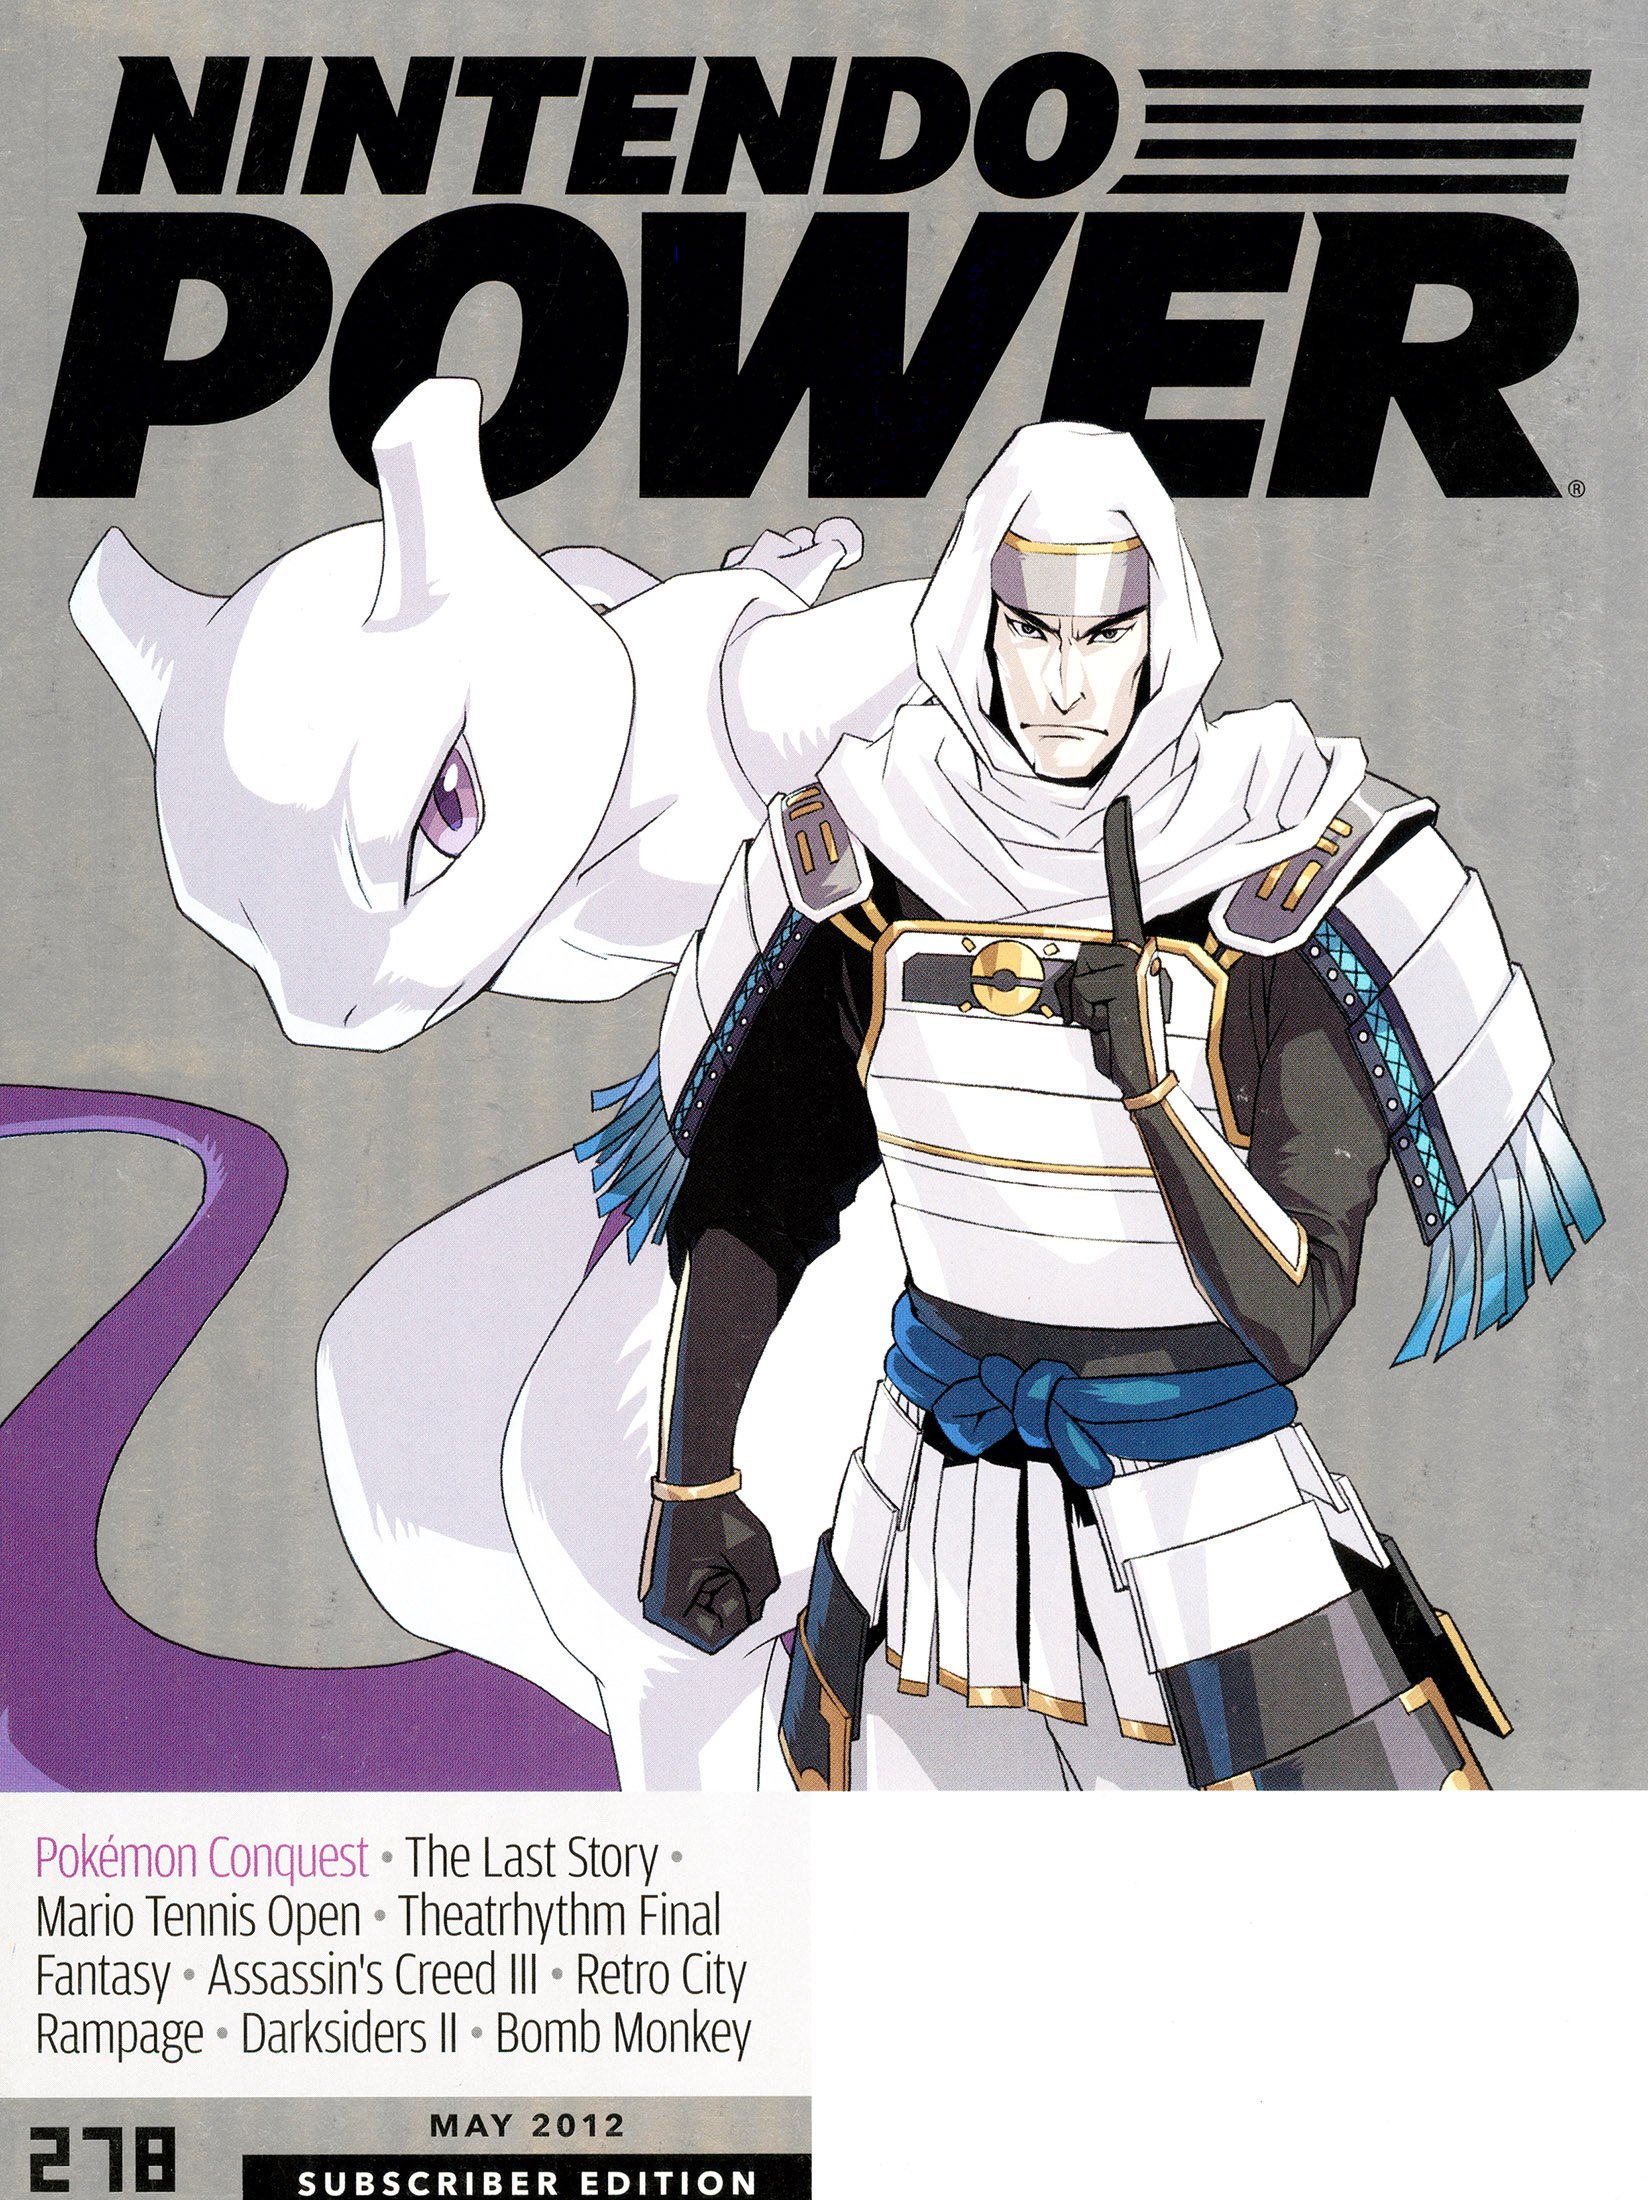 NINTENDO
POWER®
Pokémon Conquest • The Last Story •
Mario Tennis Open • Theatrhythm Final
Fantasy • Assassin's Creed III • Retro City
Rampage • Darksiders II • Bomb Monkey
278
MAY 2012
SUBSCRIBER EDITION